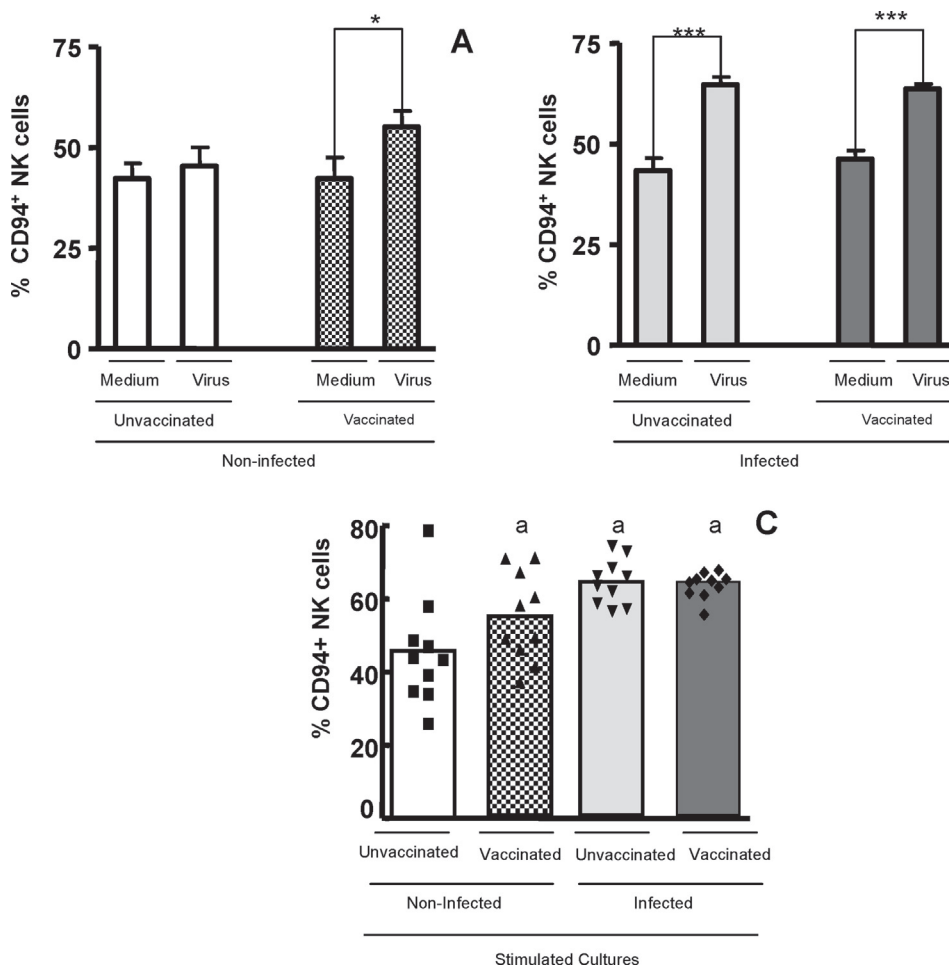 A
*
75
50
25
0
% CD94+ NK cells
Medium
Virus
Medium
Virus
Unvaccinated
Vaccinated
Non-infected
***
***
75
50
25
0
% CD94+ NK cells
Medium
Virus
Medium
Virus
Unvaccinated
Vaccinated
Infected
C
a
a
a
80
60
40
20
0
% CD94+ NK cells
Unvaccinated
Vaccinated
Unvaccinated
Vaccinated
Non-Infected
Infected
Stimulated Cultures